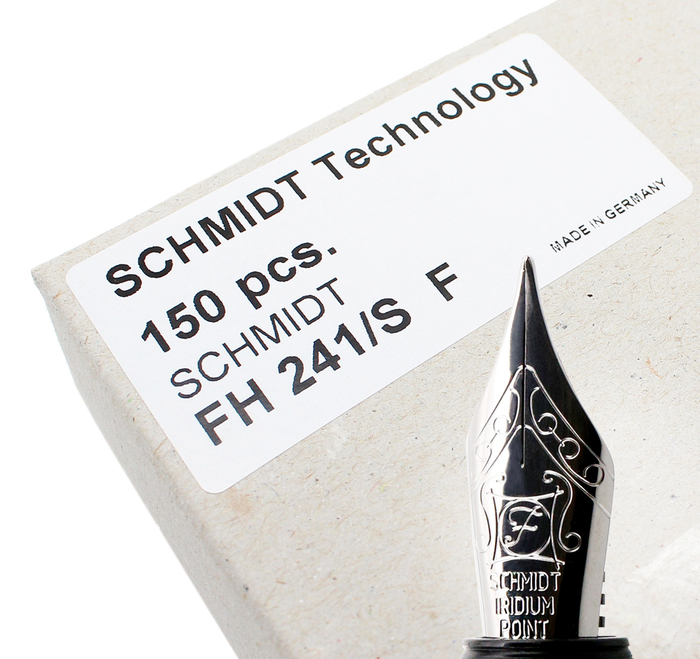 SCHMIDT Technology
150 pcs.
SCHMIDT
FH 241/S F
MADE IN GERMANY
F
SCHMIDT
IRIDIUM
POINT